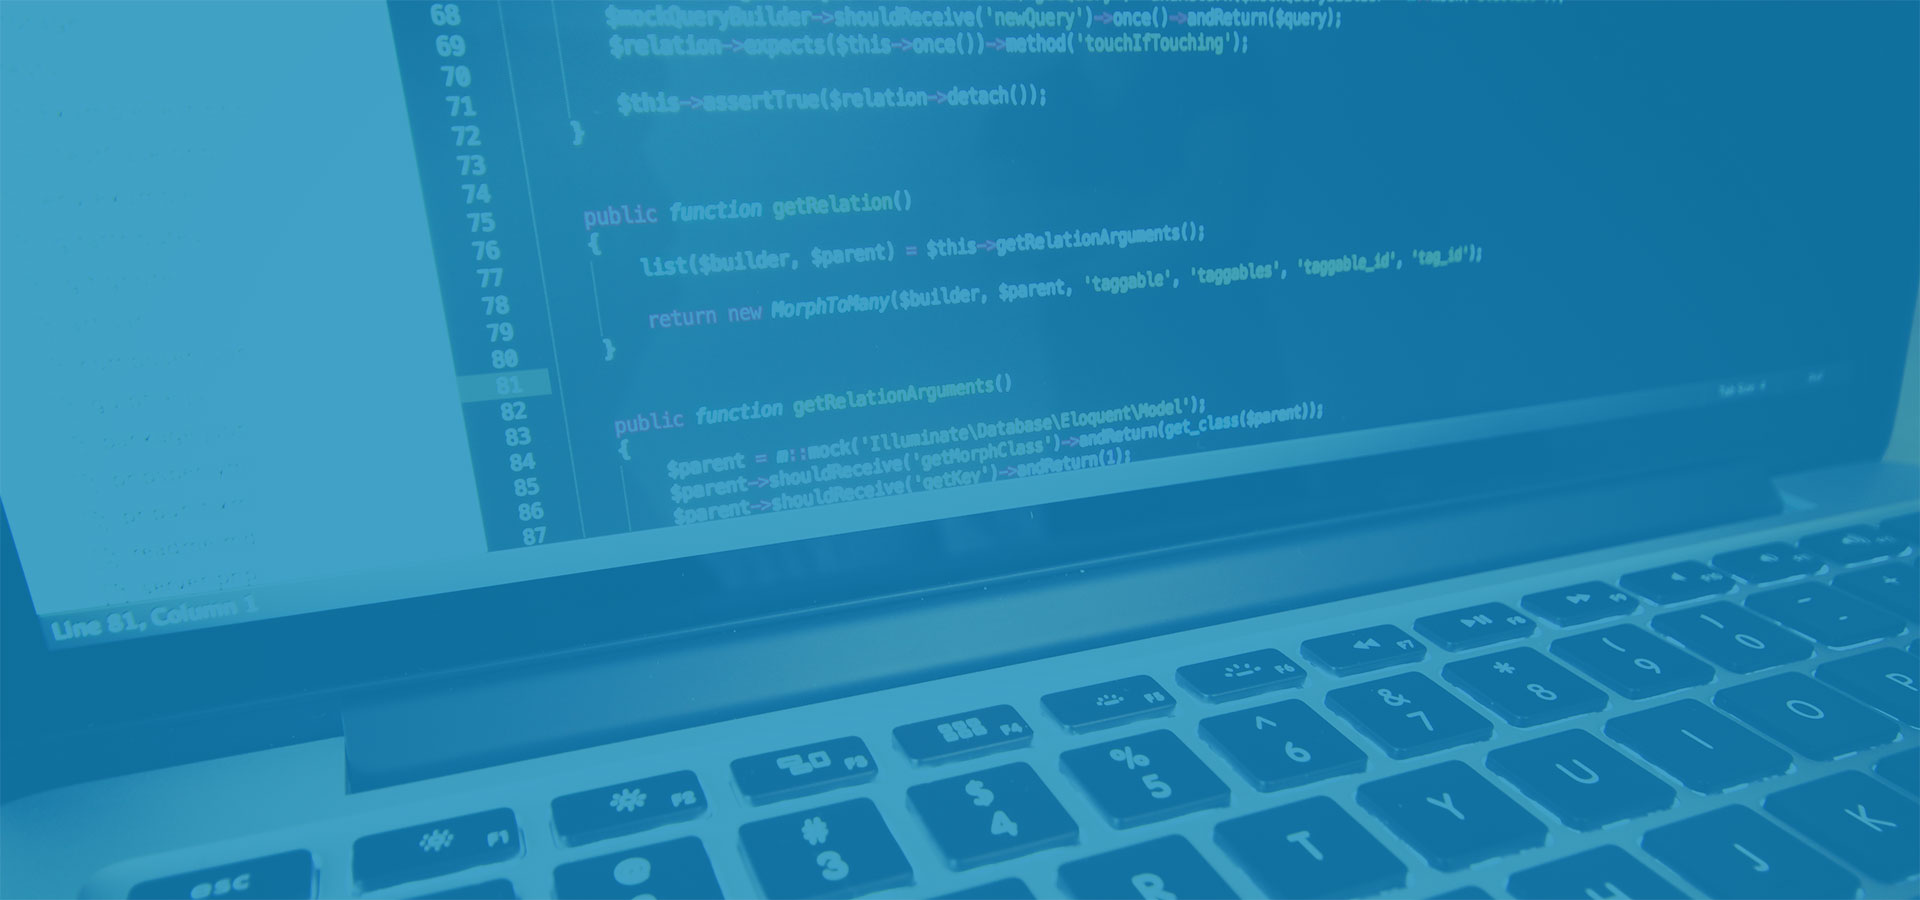 68 $mockQueryBuilder->shouldReceive('newQuery')->once()->andReturn($query);
69 $relation->expects($this->once())->method('touchIfTouching');
70
71 $this->assertTrue($relation->detach());
72 }
73
74
75 public function getRelation()
76 {
77 list($builder, $parent) = $this->getRelationArguments();
78
79 return new MorphToMany($builder, $parent, 'taggable', 'taggables', 'taggable_id', 'tag_id');
80 }
81
82
83 public function getRelationArguments()
84 {
85 $parent = m::mock('Illuminate\Database\Eloquent\Model');
86 $parent->shouldReceive('getMorphClass')->andReturn(get_class($parent));
87 $parent->shouldReceive('getKey')->andReturn(1);
Line 81, Column 1
esc F1 F2 F3 F4 F5 F6 F7 F8 F9 F10
@ # 3 $ 4 % 5 ^ 6 & 7 * 8 ( 9 ) 0 -
R T Y U I O P
H J K